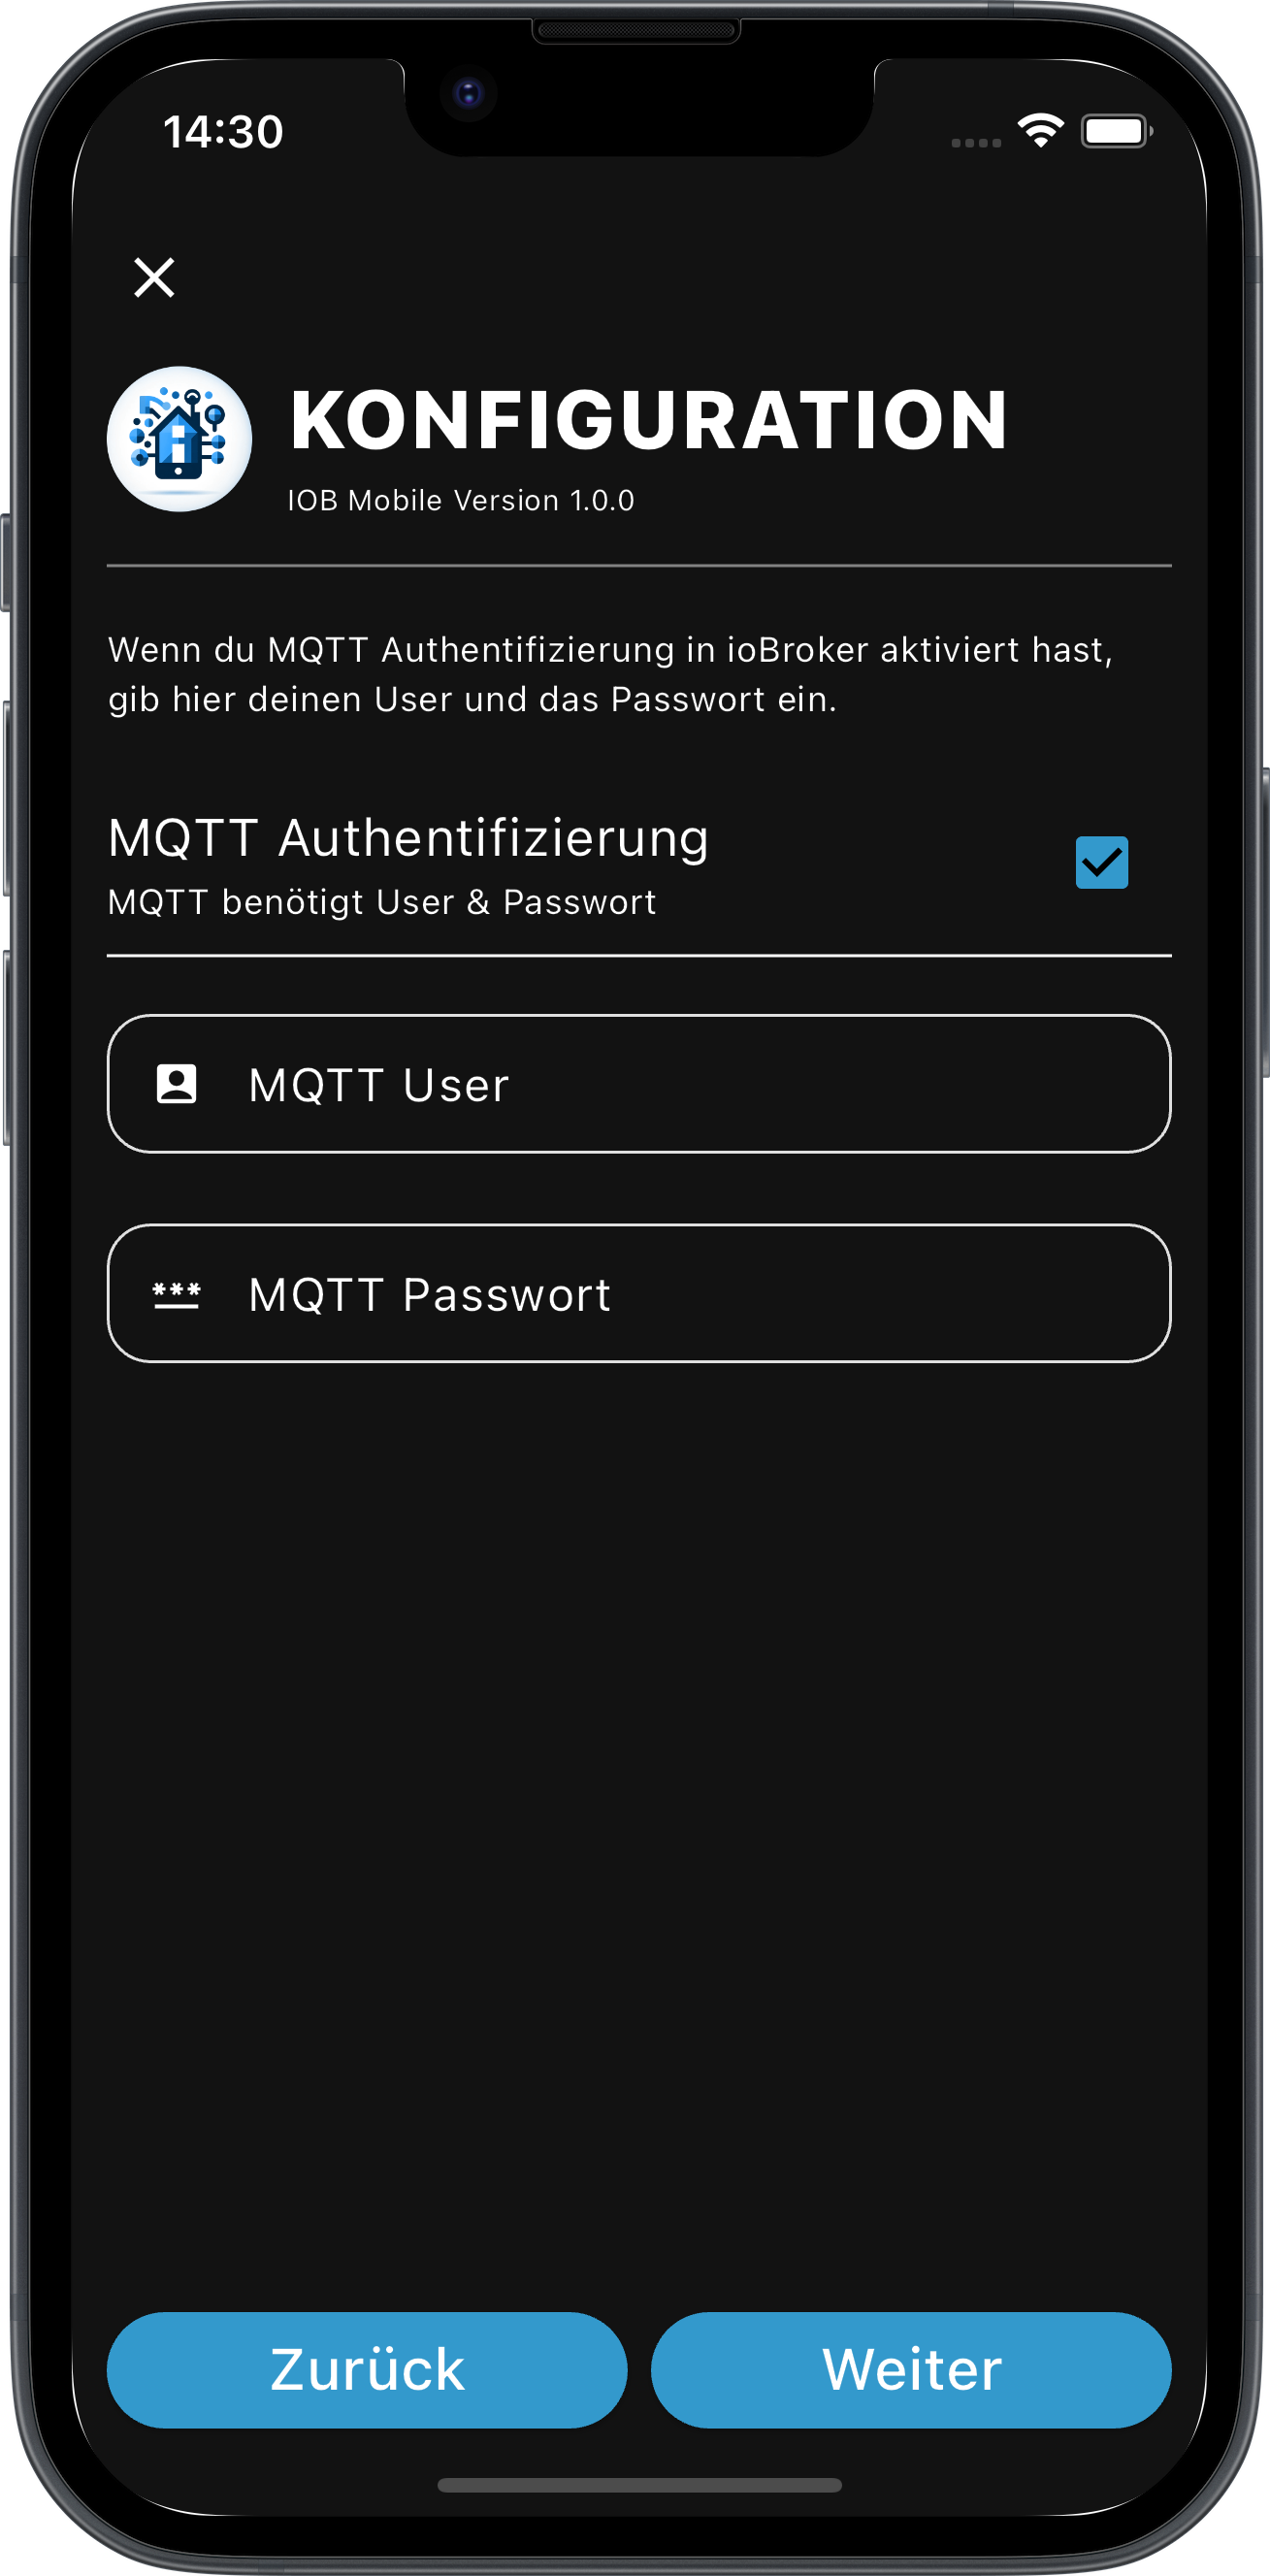 14:30
KONFIGURATION
IOB Mobile Version 1.0.0
Wenn du MQTT Authentifizierung in ioBroker aktiviert hast,
gib hier deinen User und das Passwort ein.
MQTT Authentifizierung
MQTT benötigt User & Passwort
MQTT User
*** MQTT Passwort
Zurück Weiter